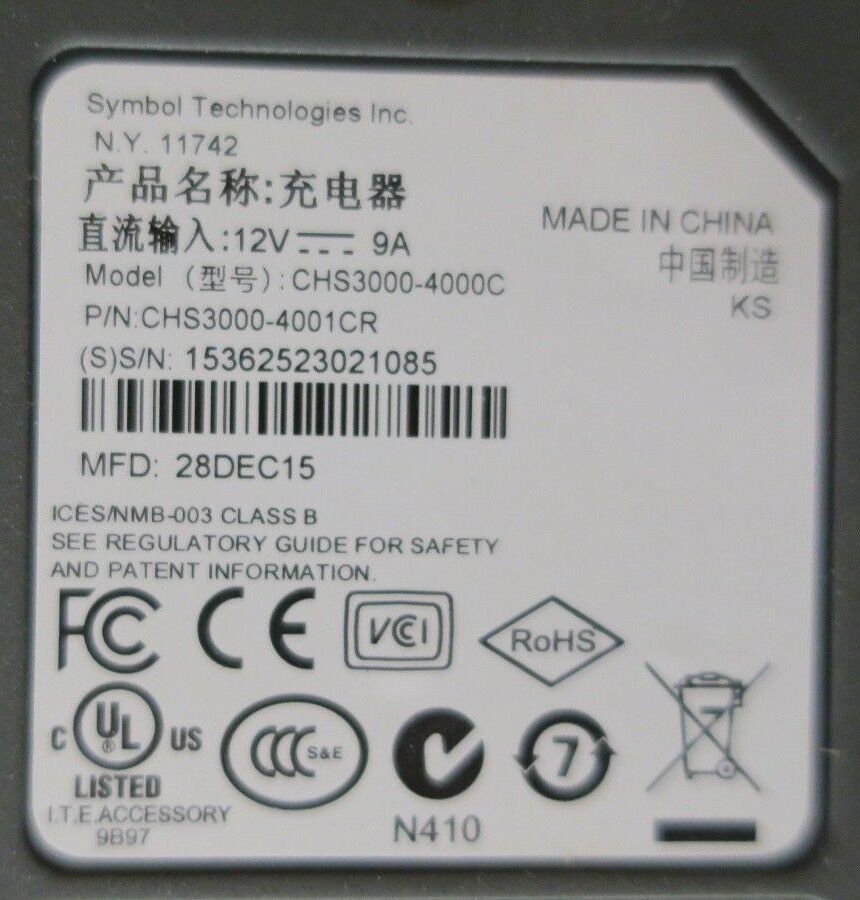 Symbol Technologies Inc.
N.Y. 11742
产品名称:充电器
直流输入:12V 9A
Model (型号):CHS3000-4000C
P/N:CHS3000-4001CR
(S)S/N: 15362523021085
MFD: 28DEC15
MADE IN CHINA
中国制造
KS
ICES/NMB-003 CLASS B
SEE REGULATORY GUIDE FOR SAFETY
AND PATENT INFORMATION.
FC CE VCCI RoHS
C UL® US
LISTED
I.T.E.ACCESSORY
9B97
CCC S&E
N410
7